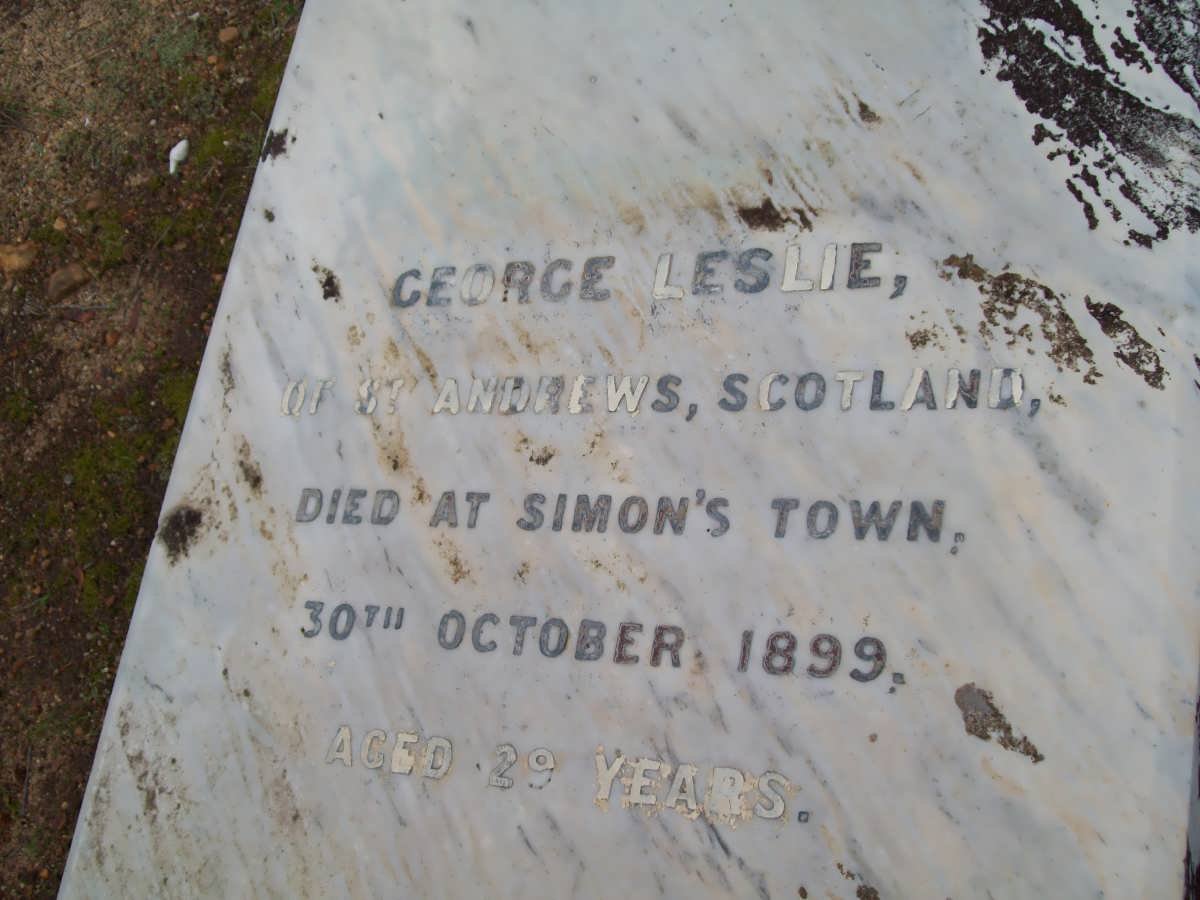 GEORGE LESLIE,
OF ST ANDREWS, SCOTLAND,
DIED AT SIMON'S TOWN,
30TH OCTOBER 1899.
AGED 29 YEARS.